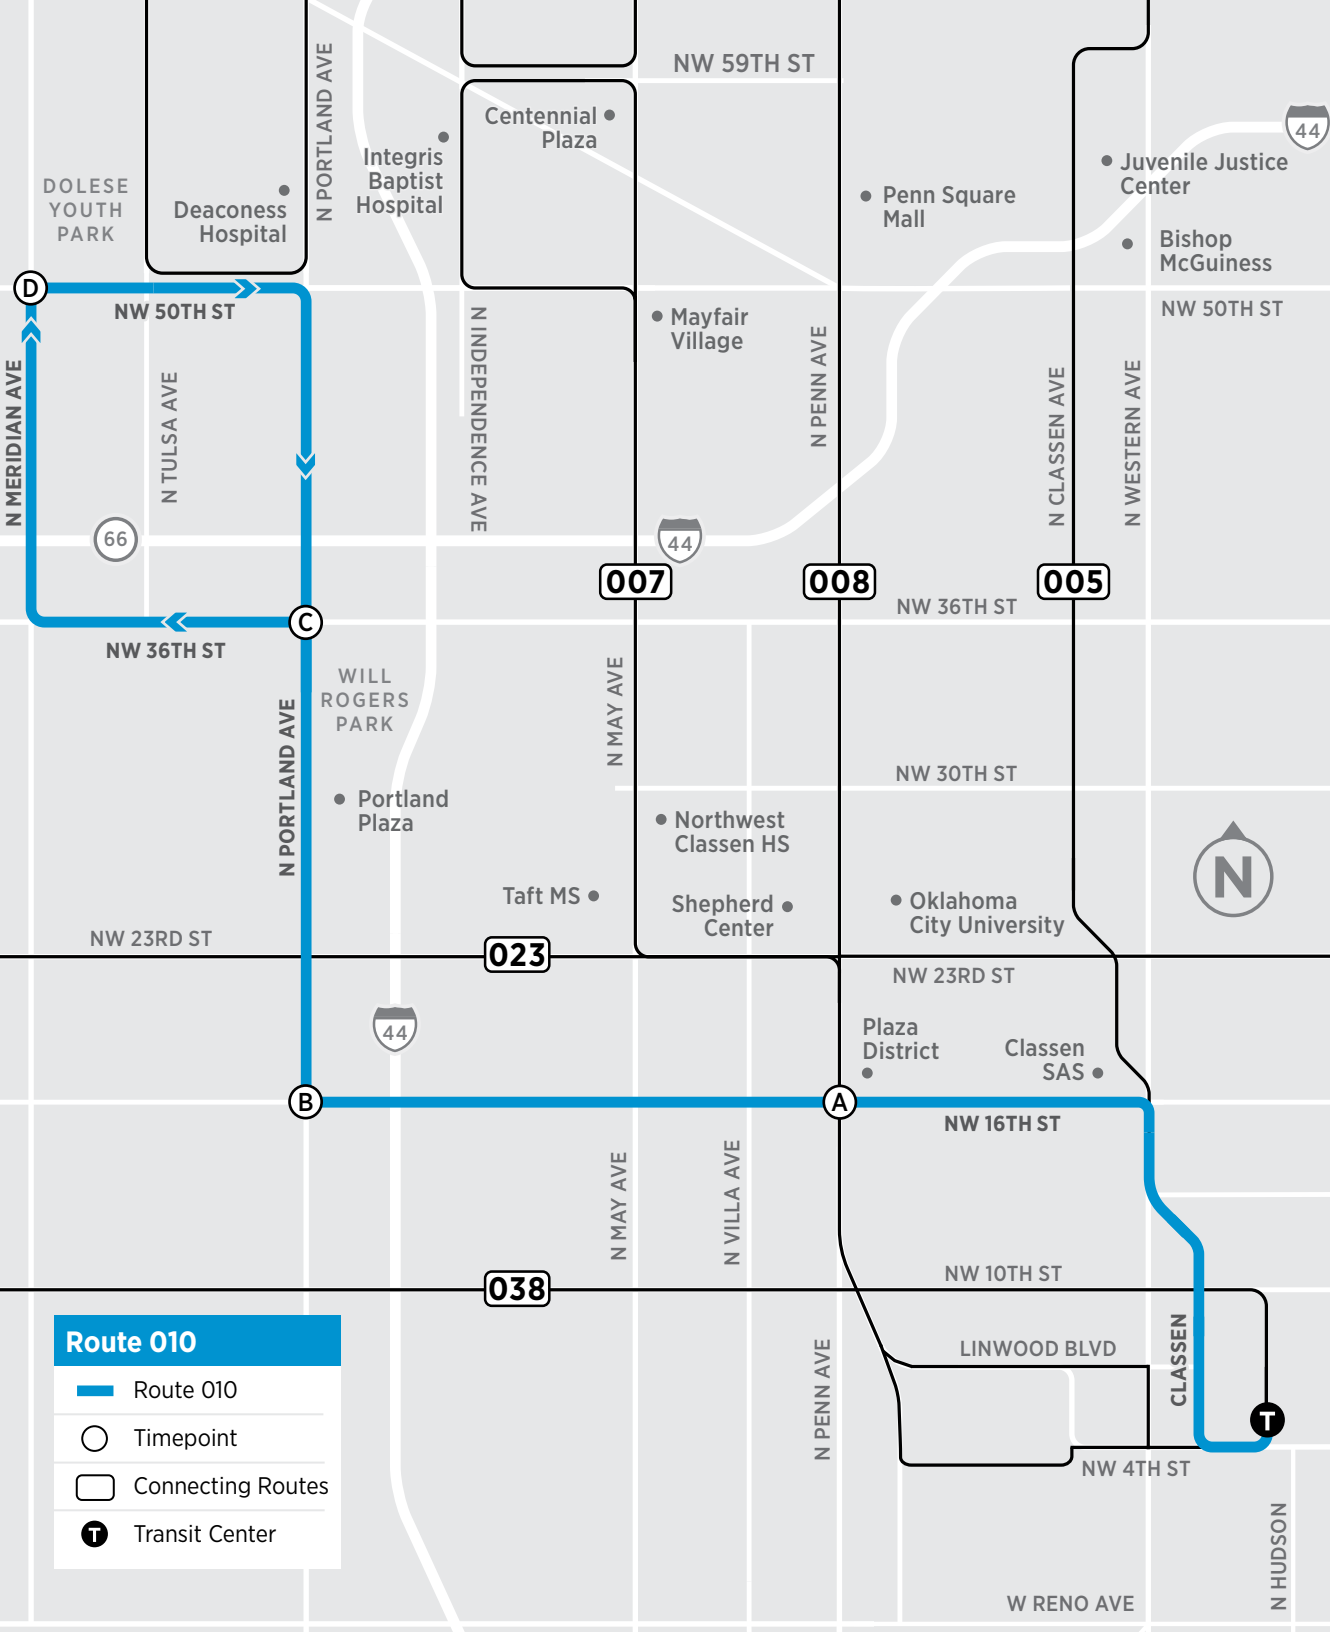 NW 59TH ST
N PORTLAND AVE
Centennial
Plaza
44
Integris
Baptist
Hospital
Juvenile Justice
Center
DOLESE
YOUTH
PARK
Deaconess
Hospital
Penn Square
Mall
Bishop
McGuiness
D
NW 50TH ST
NW 50TH ST
Mayfair
Village
N MERIDIAN AVE
N TULSA AVE
N INDEPENDENCE AVE
N PENN AVE
N CLASSEN AVE
N WESTERN AVE
66
44
007
008
005
NW 36TH ST
C
NW 36TH ST
WILL
ROGERS
PARK
N MAY AVE
N PORTLAND AVE
NW 30TH ST
Portland
Plaza
Northwest
Classen HS
N
Taft MS
Shepherd
Center
Oklahoma
City University
NW 23RD ST
023
NW 23RD ST
44
Plaza
District
Classen
SAS
B
A
NW 16TH ST
N MAY AVE
N VILLA AVE
NW 10TH ST
038
N PENN AVE
LINWOOD BLVD
CLASSEN
T
NW 4TH ST
N HUDSON
W RENO AVE
Route 010
Route 010
Timepoint
Connecting Routes
T
Transit Center